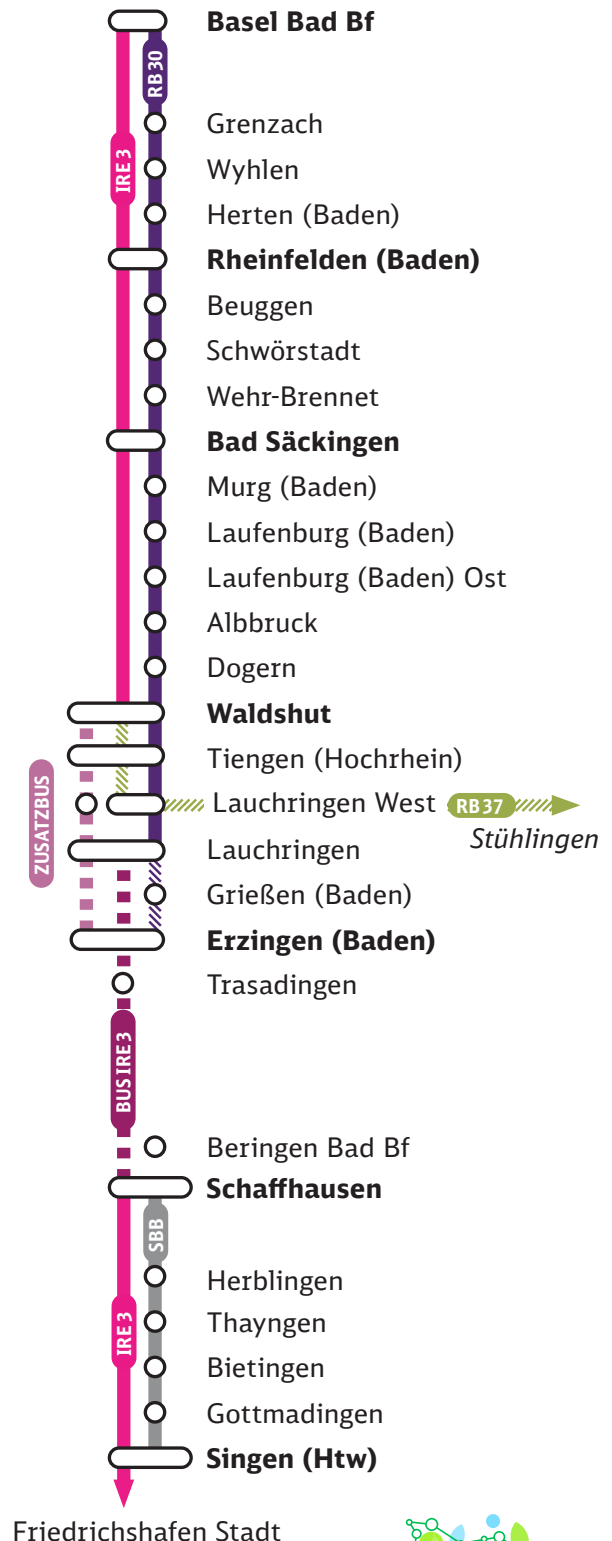 Basel Bad Bf
RB 30
Grenzach
IRE 3
Wyhlen
Herten (Baden)
Rheinfelden (Baden)
Beuggen
Schwörstadt
Wehr-Brennet
Bad Säckingen
Murg (Baden)
Laufenburg (Baden)
Laufenburg (Baden) Ost
Albbruck
Dogern
Waldshut
Tiengen (Hochrhein)
ZUSATZBUS
Lauchringen West RB 37
Stühlingen
Lauchringen
Grießen (Baden)
Erzingen (Baden)
Trasadingen
BUS IRE 3
Beringen Bad Bf
Schaffhausen
SBB
Herblingen
IRE 3
Thayngen
Bietingen
Gottmadingen
Singen (Htw)
Friedrichshafen Stadt